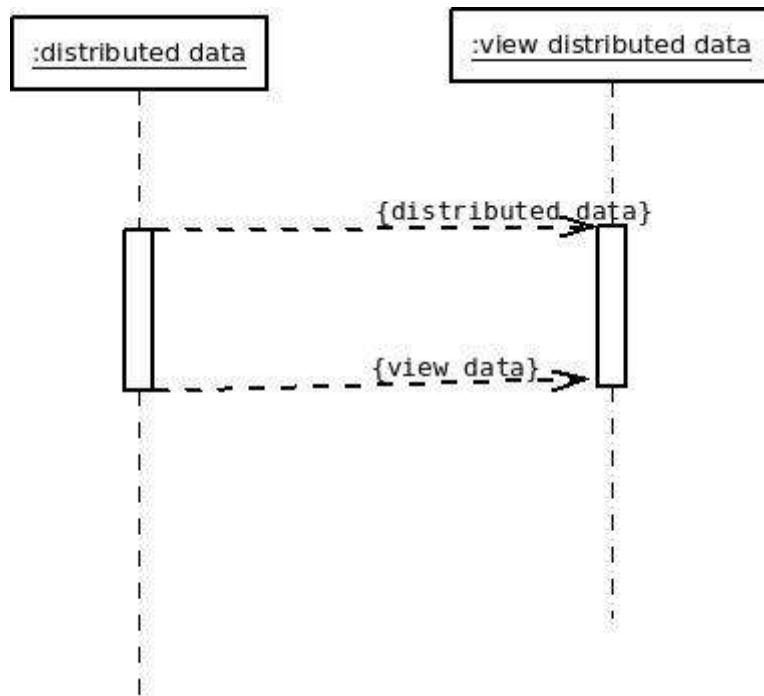 :distributed data
:view distributed data
{distributed data}
{view data}